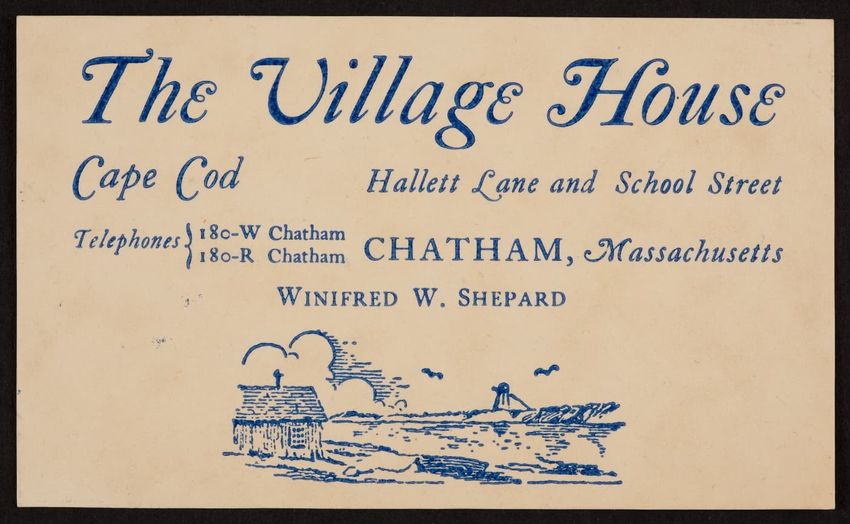 The Village House
Cape Cod
Hallett Lane and School Street
Telephones { 180-W Chatham
180-R Chatham
CHATHAM, Massachusetts
WINIFRED W. SHEPARD